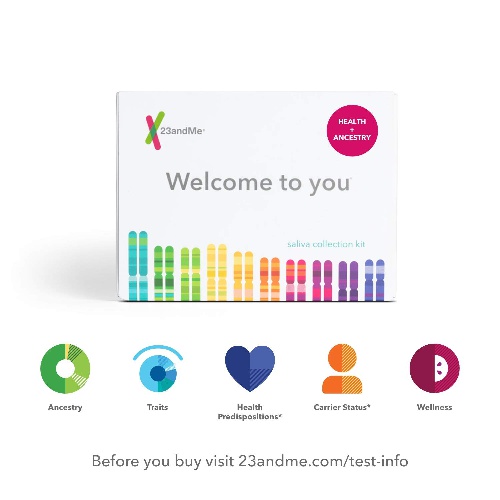 23andMe®
HEALTH
+
ANCESTRY
Welcome to you
saliva collection kit
Ancestry
Traits
Health
Predispositions*
Carrier Status*
Wellness
Before you buy visit 23andme.com/test-info